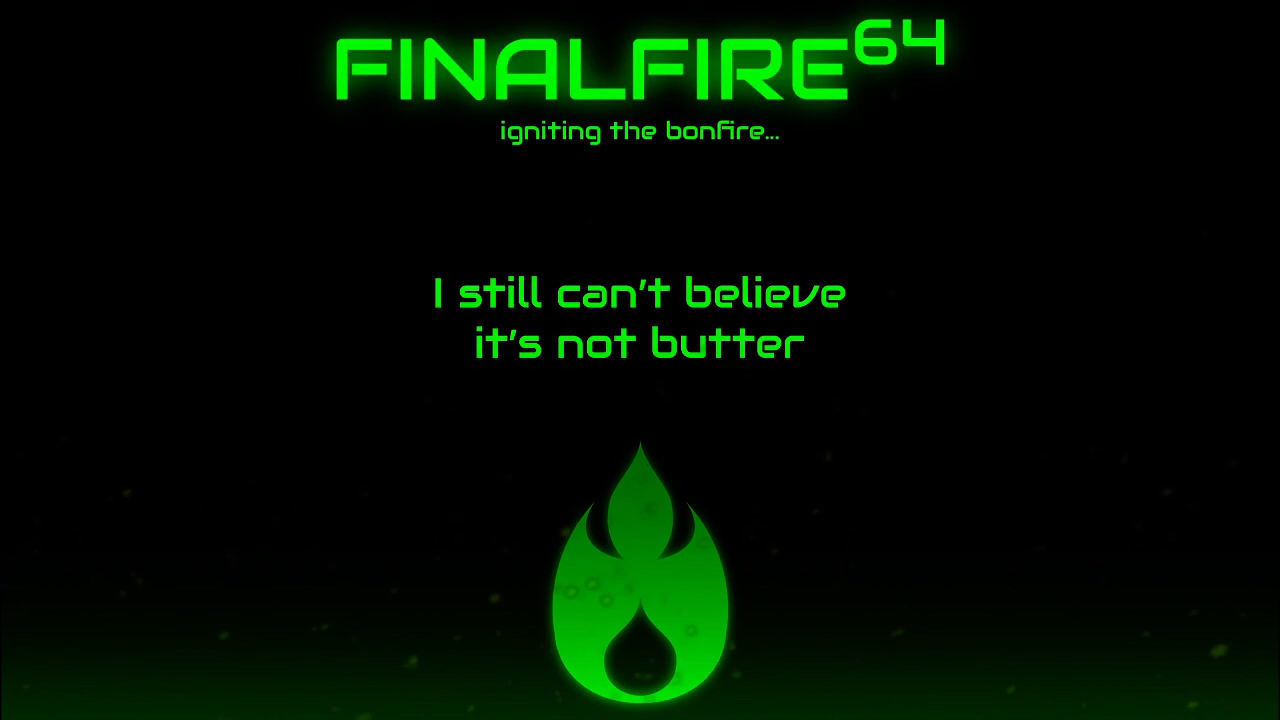 FINALFIRE64
igniting the bonfire...
I still can't believe
it's not butter